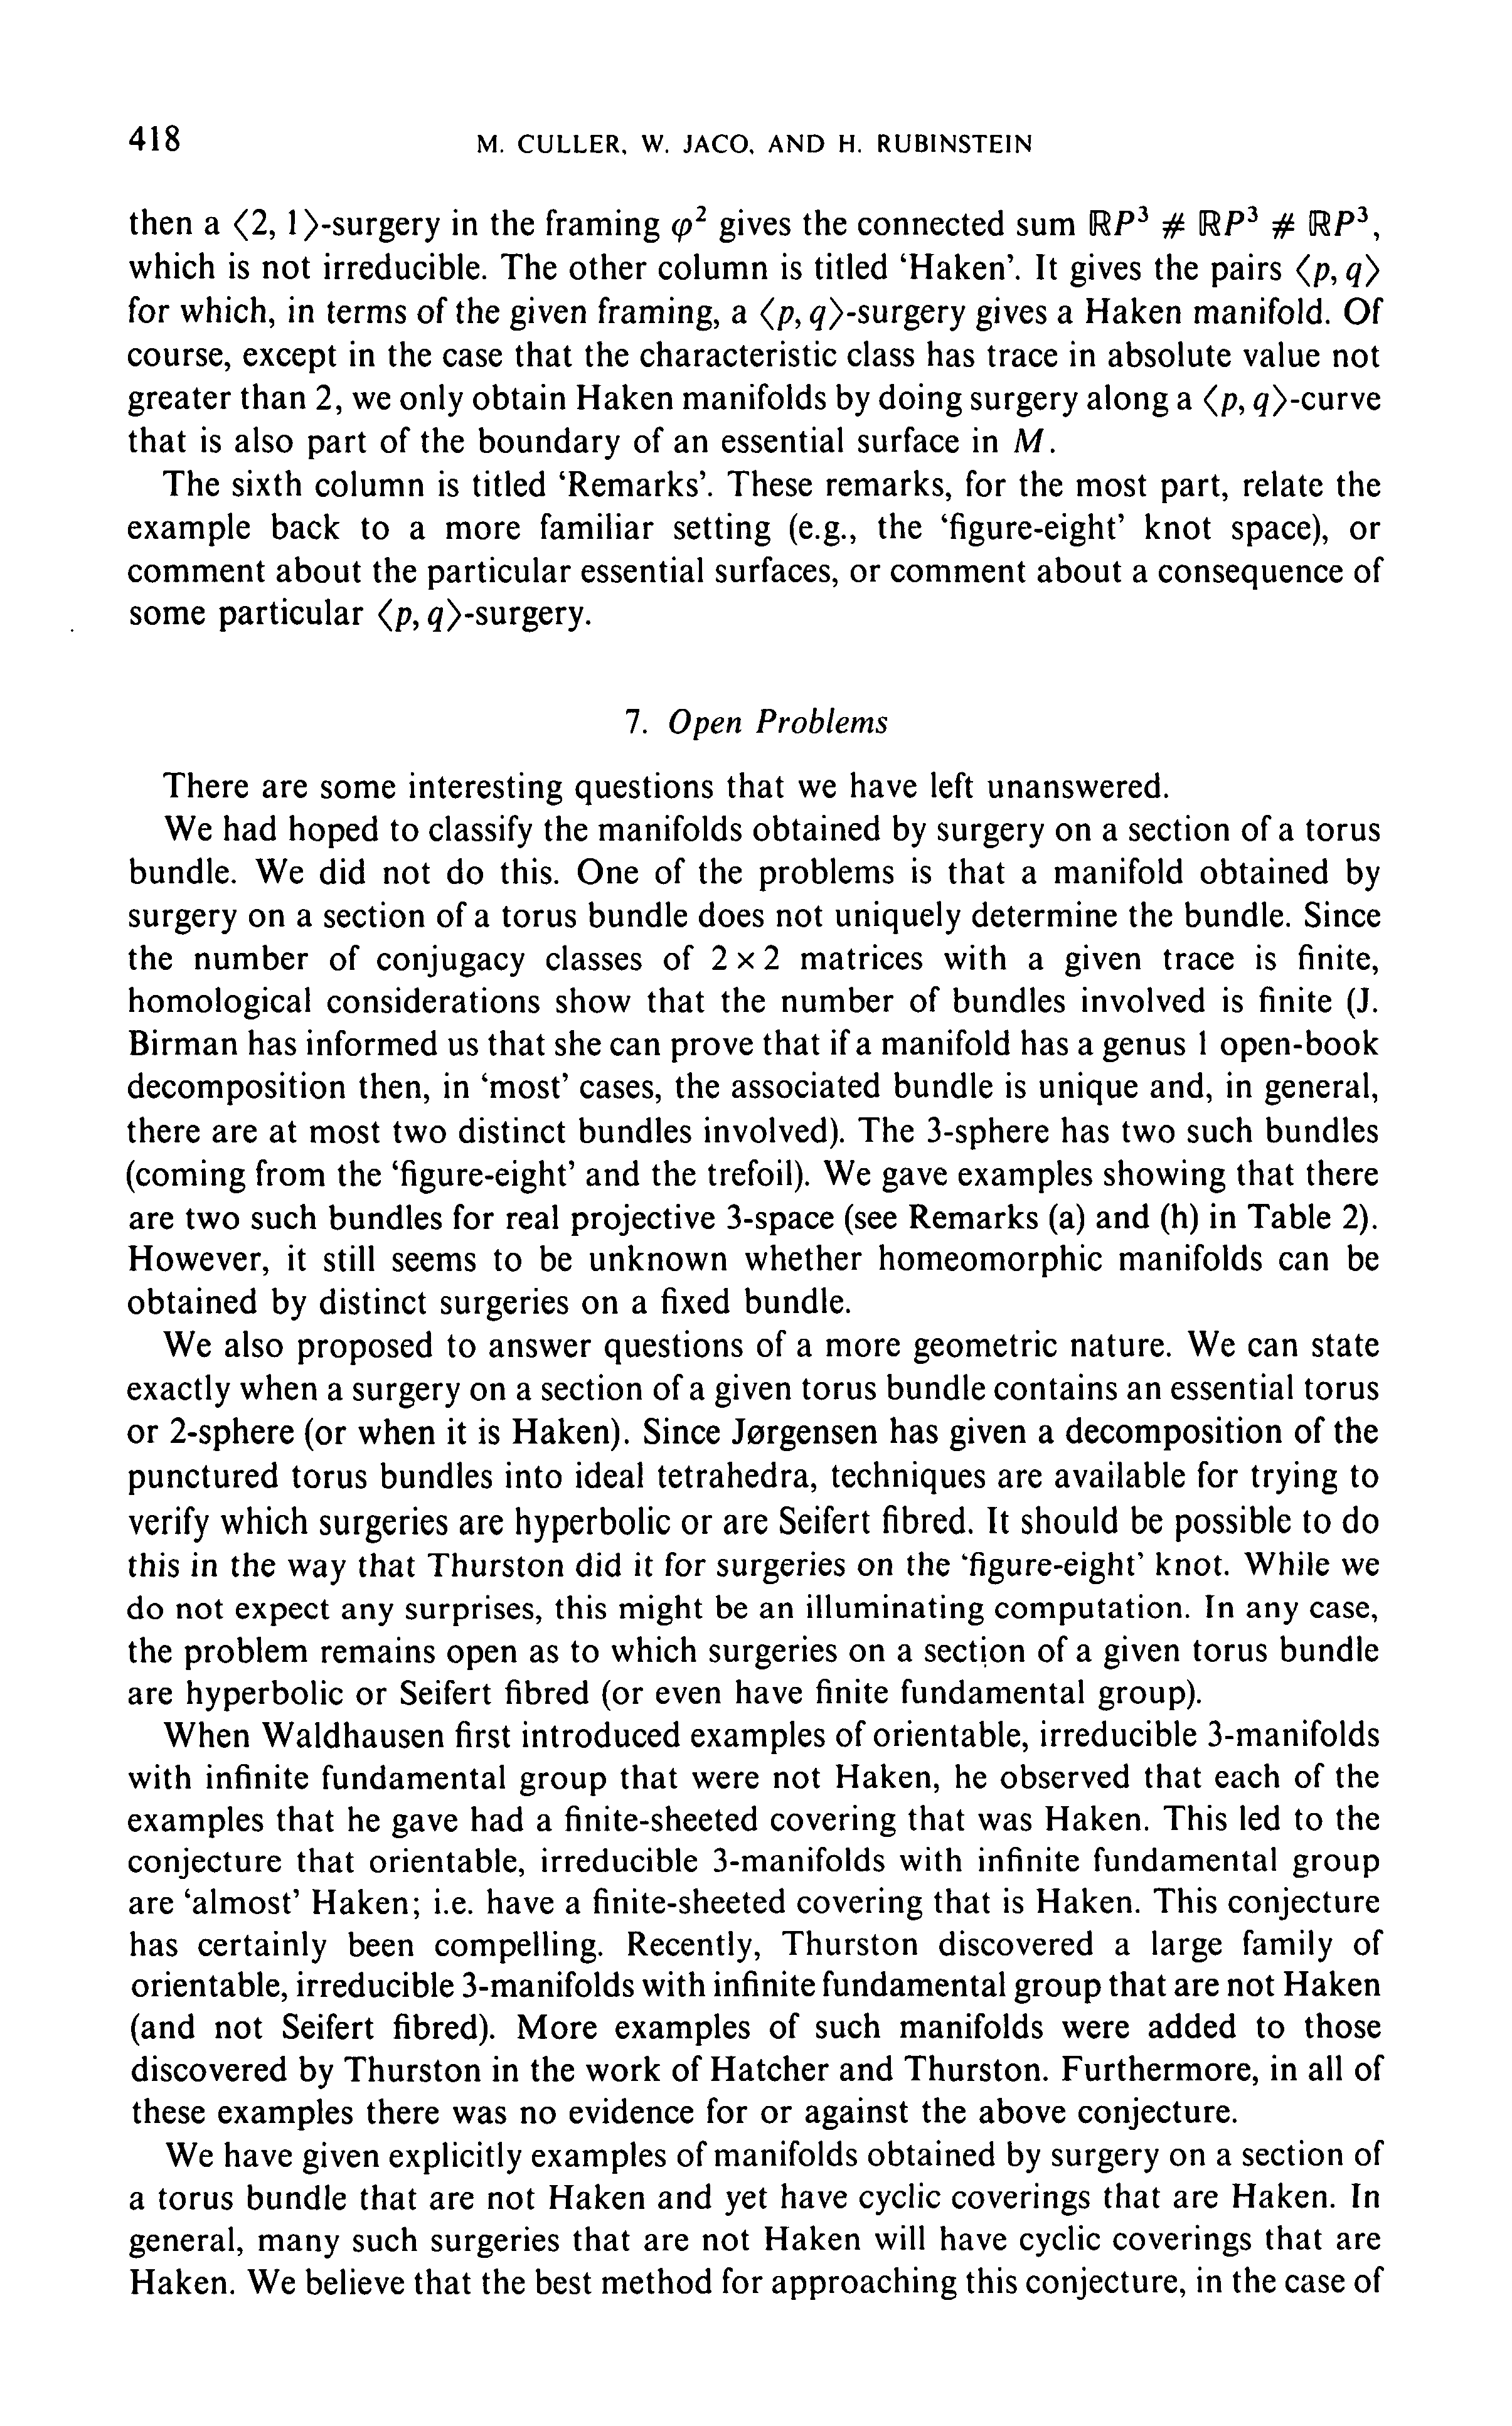 418
M. CULLER, W. JACO, AND H. RUBINSTEIN
then a ⟨2, 1⟩-surgery in the framing φ² gives the connected sum ℝP³ # ℝP³ # ℝP³,
which is not irreducible. The other column is titled ‘Haken’. It gives the pairs ⟨p, q⟩
for which, in terms of the given framing, a ⟨p, q⟩-surgery gives a Haken manifold. Of
course, except in the case that the characteristic class has trace in absolute value not
greater than 2, we only obtain Haken manifolds by doing surgery along a ⟨p, q⟩-curve
that is also part of the boundary of an essential surface in M.
The sixth column is titled ‘Remarks’. These remarks, for the most part, relate the
example back to a more familiar setting (e.g., the ‘figure-eight’ knot space), or
comment about the particular essential surfaces, or comment about a consequence of
some particular ⟨p, q⟩-surgery.
7. Open Problems
There are some interesting questions that we have left unanswered.
We had hoped to classify the manifolds obtained by surgery on a section of a torus
bundle. We did not do this. One of the problems is that a manifold obtained by
surgery on a section of a torus bundle does not uniquely determine the bundle. Since
the number of conjugacy classes of 2 × 2 matrices with a given trace is finite,
homological considerations show that the number of bundles involved is finite (J.
Birman has informed us that she can prove that if a manifold has a genus 1 open-book
decomposition then, in ‘most’ cases, the associated bundle is unique and, in general,
there are at most two distinct bundles involved). The 3-sphere has two such bundles
(coming from the ‘figure-eight’ and the trefoil). We gave examples showing that there
are two such bundles for real projective 3-space (see Remarks (a) and (h) in Table 2).
However, it still seems to be unknown whether homeomorphic manifolds can be
obtained by distinct surgeries on a fixed bundle.
We also proposed to answer questions of a more geometric nature. We can state
exactly when a surgery on a section of a given torus bundle contains an essential torus
or 2-sphere (or when it is Haken). Since Jørgensen has given a decomposition of the
punctured torus bundles into ideal tetrahedra, techniques are available for trying to
verify which surgeries are hyperbolic or are Seifert fibred. It should be possible to do
this in the way that Thurston did it for surgeries on the ‘figure-eight’ knot. While we
do not expect any surprises, this might be an illuminating computation. In any case,
the problem remains open as to which surgeries on a section of a given torus bundle
are hyperbolic or Seifert fibred (or even have finite fundamental group).
When Waldhausen first introduced examples of orientable, irreducible 3-manifolds
with infinite fundamental group that were not Haken, he observed that each of the
examples that he gave had a finite-sheeted covering that was Haken. This led to the
conjecture that orientable, irreducible 3-manifolds with infinite fundamental group
are ‘almost’ Haken; i.e. have a finite-sheeted covering that is Haken. This conjecture
has certainly been compelling. Recently, Thurston discovered a large family of
orientable, irreducible 3-manifolds with infinite fundamental group that are not Haken
(and not Seifert fibred). More examples of such manifolds were added to those
discovered by Thurston in the work of Hatcher and Thurston. Furthermore, in all of
these examples there was no evidence for or against the above conjecture.
We have given explicitly examples of manifolds obtained by surgery on a section of
a torus bundle that are not Haken and yet have cyclic coverings that are Haken. In
general, many such surgeries that are not Haken will have cyclic coverings that are
Haken. We believe that the best method for approaching this conjecture, in the case of